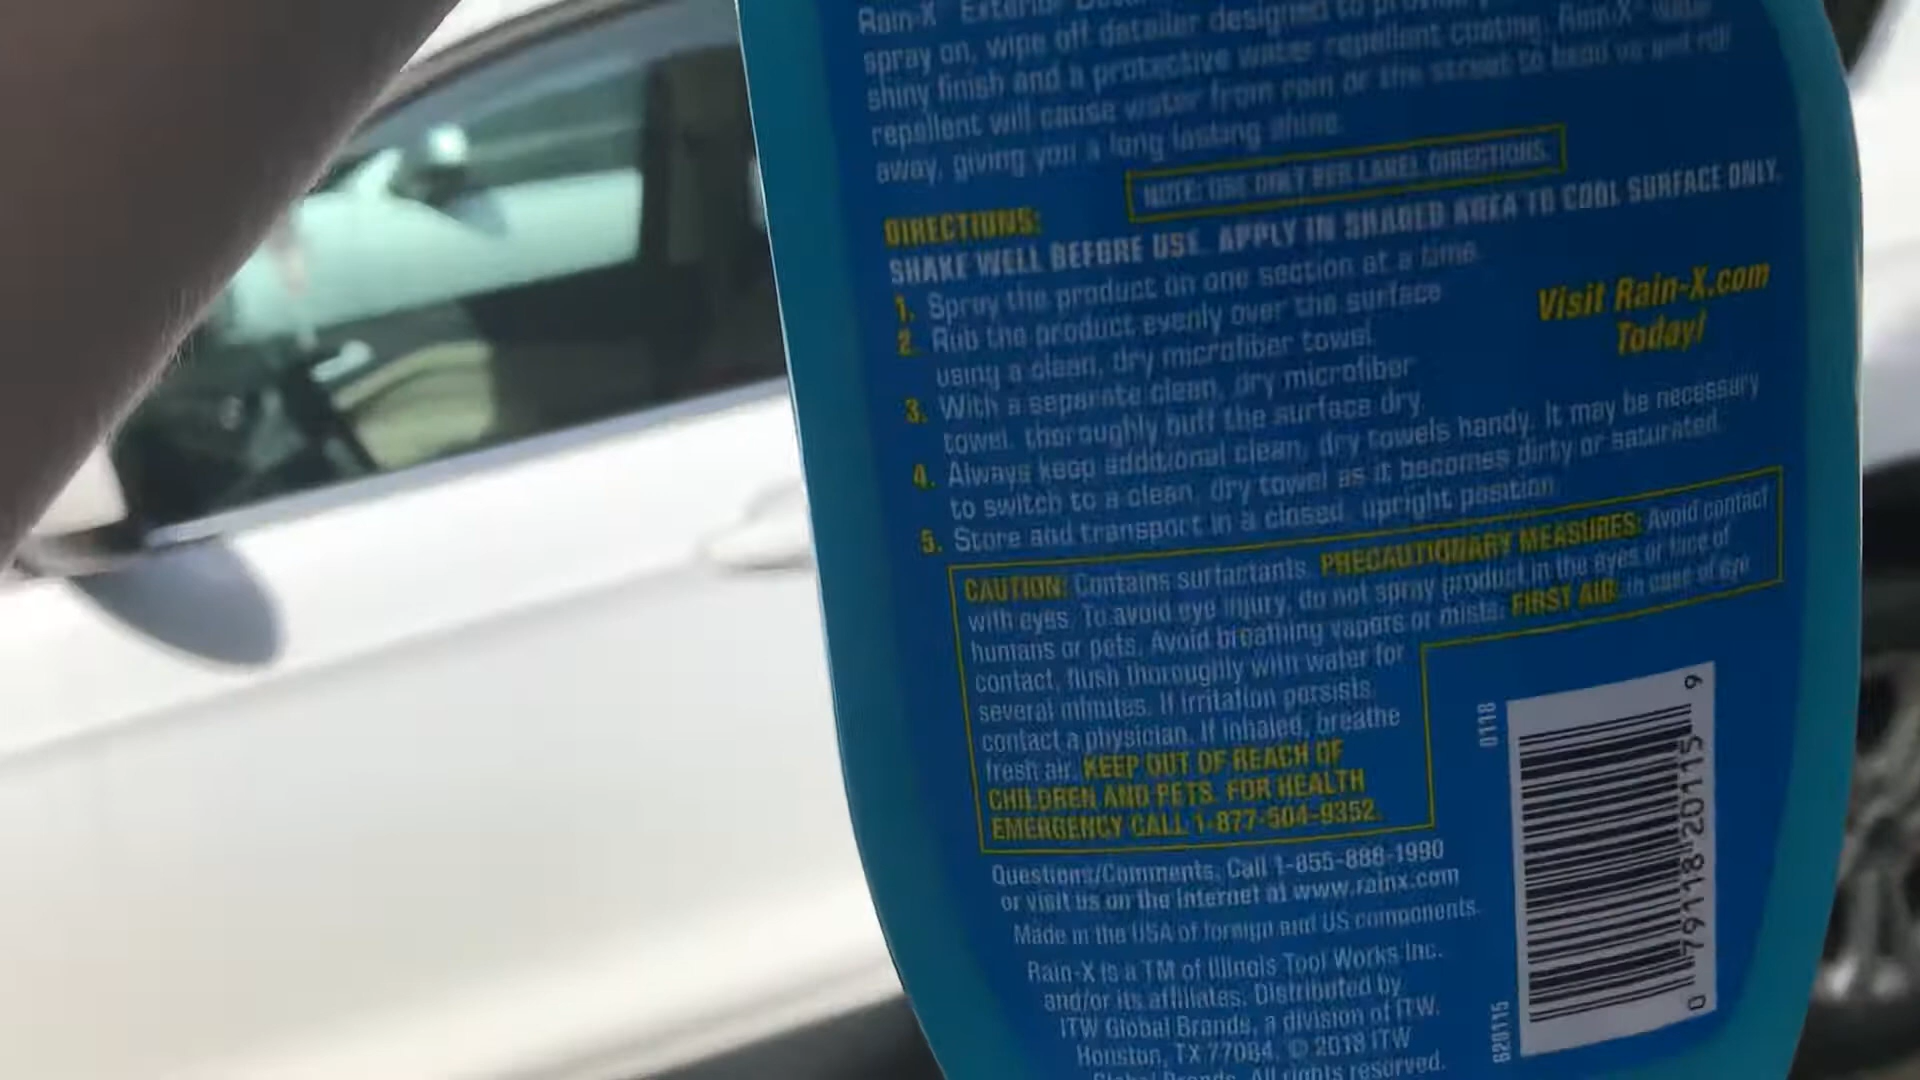 Rain-X Exterior
spray on, wipe off detailer designed to
shiny finish and a protective water repellent coating. Rain-X
repellent will cause water from rain or the street to bead up and roll
away, giving you a long lasting shine.
NOTE: USE ONLY PER LABEL DIRECTIONS.
DIRECTIONS:
SHAKE WELL BEFORE USE. APPLY IN SHADED AREA TO COOL SURFACE ONLY.
1. Spray the product on one section at a time.
2. Rub the product evenly over the surface
using a clean, dry microfiber towel.
3. With a separate clean, dry microfiber
towel, thoroughly buff the surface dry.
Visit Rain-X.com
Today!
4. Always keep additional clean, dry towels handy. It may be necessary
to switch to a clean, dry towel as it becomes dirty or saturated.
5. Store and transport in a closed, upright position.
CAUTION: Contains surfactants. PRECAUTIONARY MEASURES: Avoid contact
with eyes. To avoid eye injury, do not spray product in the eyes or face of
humans or pets. Avoid breathing vapors or mists. FIRST AID: In case of eye
contact, flush thoroughly with water for
several minutes. If irritation persists,
contact a physician. If inhaled, breathe
fresh air. KEEP OUT OF REACH OF
CHILDREN AND PETS. FOR HEALTH
EMERGENCY CALL 1-877-504-9352.
Questions/Comments, Call 1-855-888-1990
or visit us on the Internet at www.rainx.com
Made in the USA of foreign and US components.
Rain-X is a TM of Illinois Tool Works Inc.
and/or its affiliates. Distributed by
ITW Global Brands, a division of ITW.
Houston, TX 77084. © 2018 ITW
Global Brands. All rights reserved.
0118
620115
0 79118 20115 9